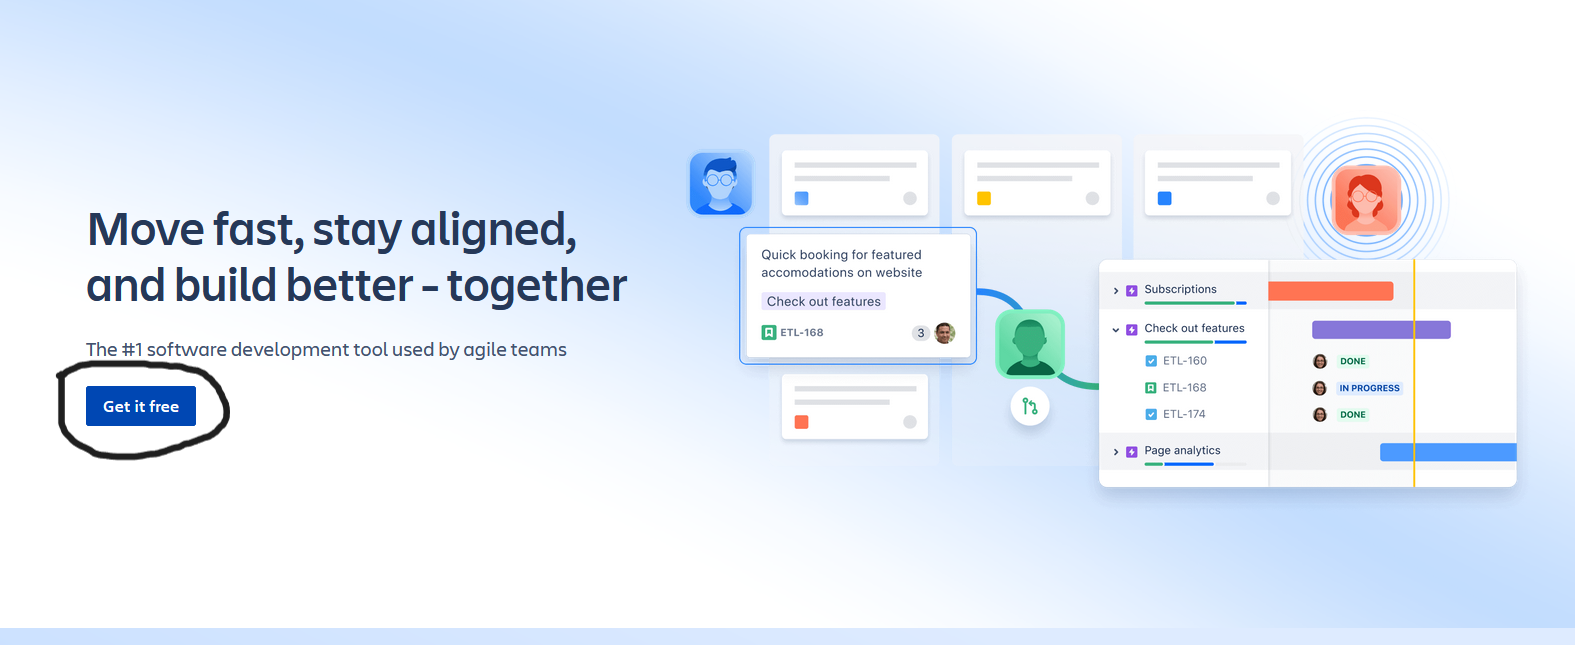 Move fast, stay aligned,
and build better - together
The #1 software development tool used by agile teams
Get it free
Quick booking for featured
accomodations on website
Check out features
ETL-168
3
Subscriptions
Check out features
ETL-160
DONE
ETL-168
IN PROGRESS
ETL-174
DONE
Page analytics